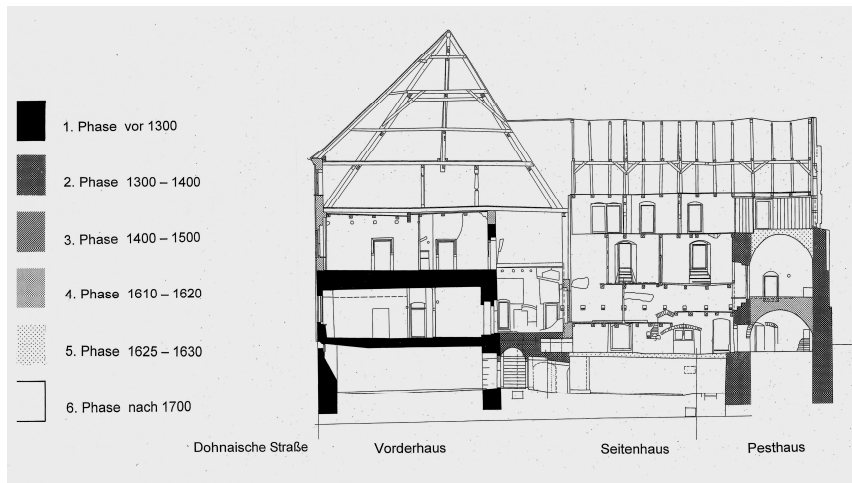 1. Phase vor 1300
2. Phase 1300 – 1400
3. Phase 1400 – 1500
4. Phase 1610 – 1620
5. Phase 1625 – 1630
6. Phase nach 1700
Dohnaische Straße Vorderhaus Seitenhaus Pesthaus